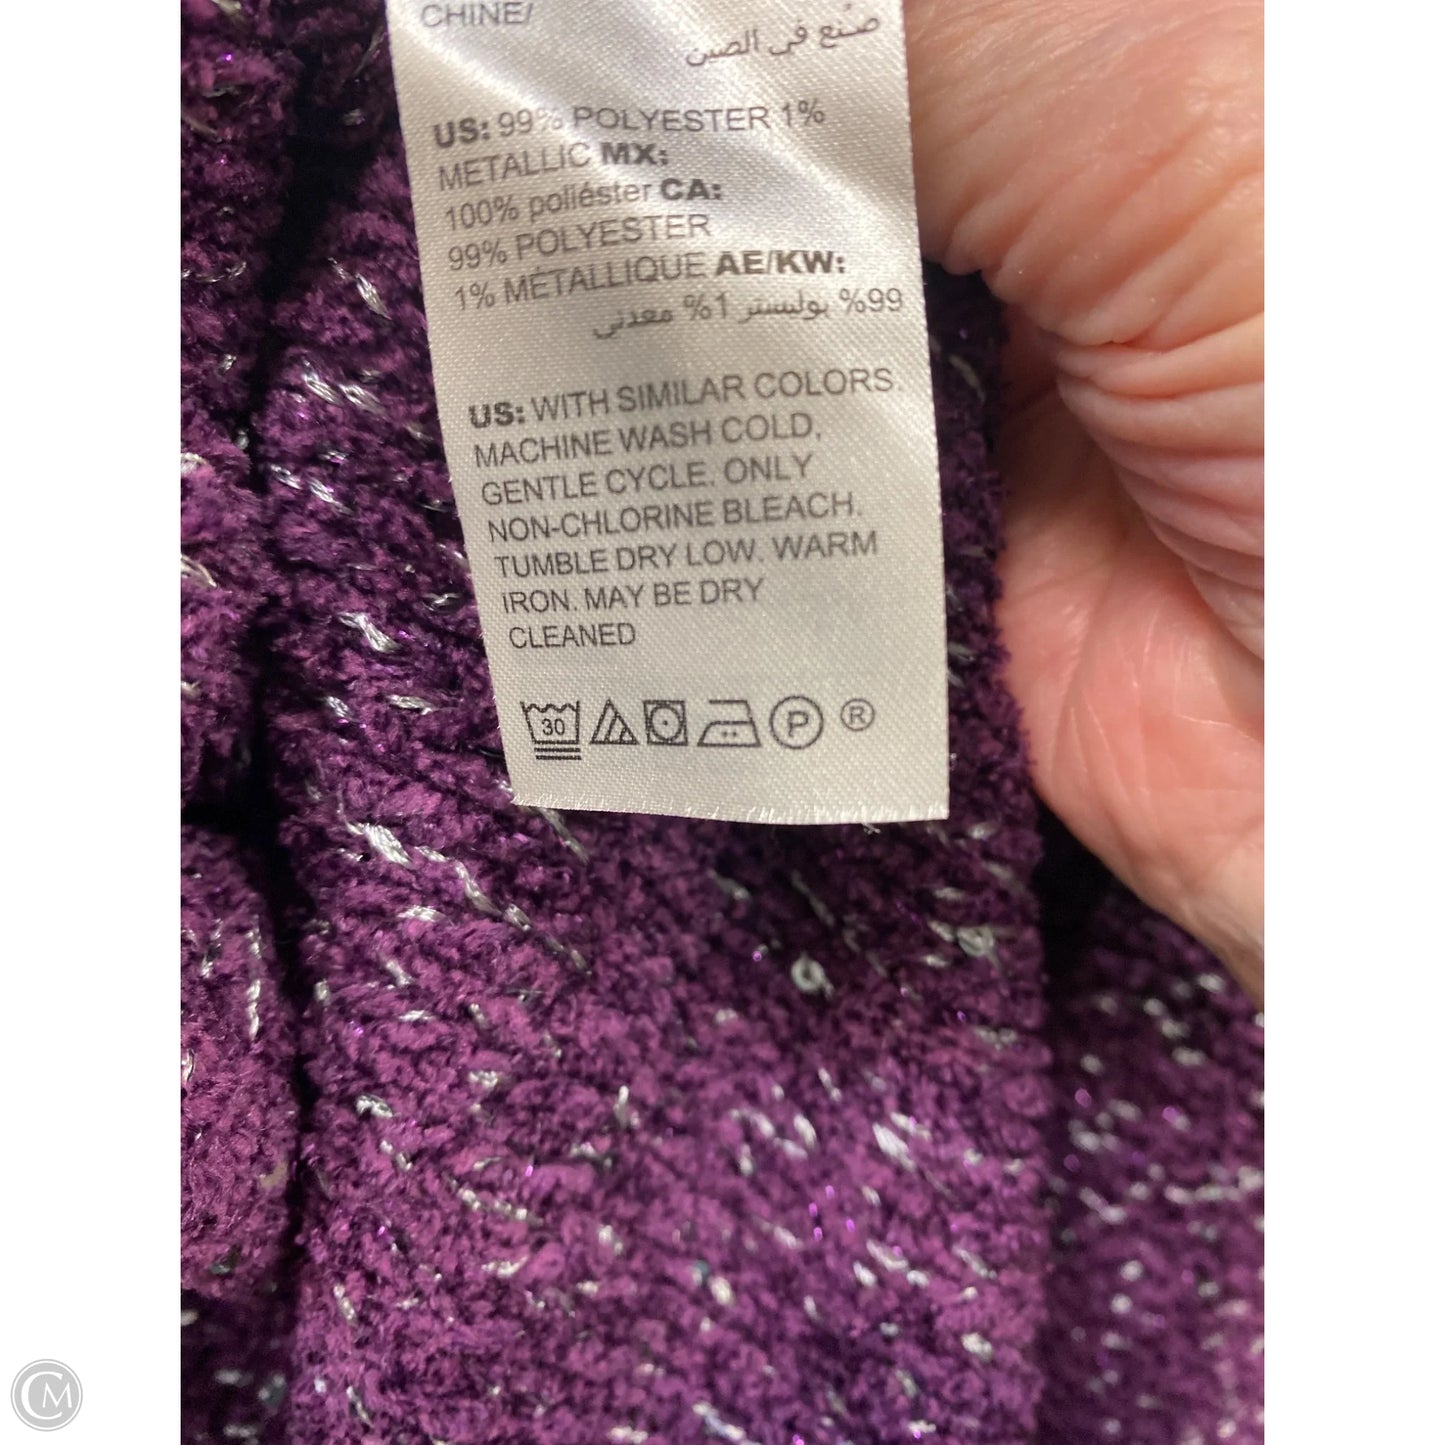 CHINE/
صُنع في الصين
US: 99% POLYESTER 1%
METALLIC MX:
100% poliéster CA:
99% POLYESTER
1% MÉTALLIQUE AE/KW:
99% بوليستر 1% معدني
US: WITH SIMILAR COLORS.
MACHINE WASH COLD,
GENTLE CYCLE. ONLY
NON-CHLORINE BLEACH.
TUMBLE DRY LOW. WARM
IRON. MAY BE DRY
CLEANED
30 P ®
CM